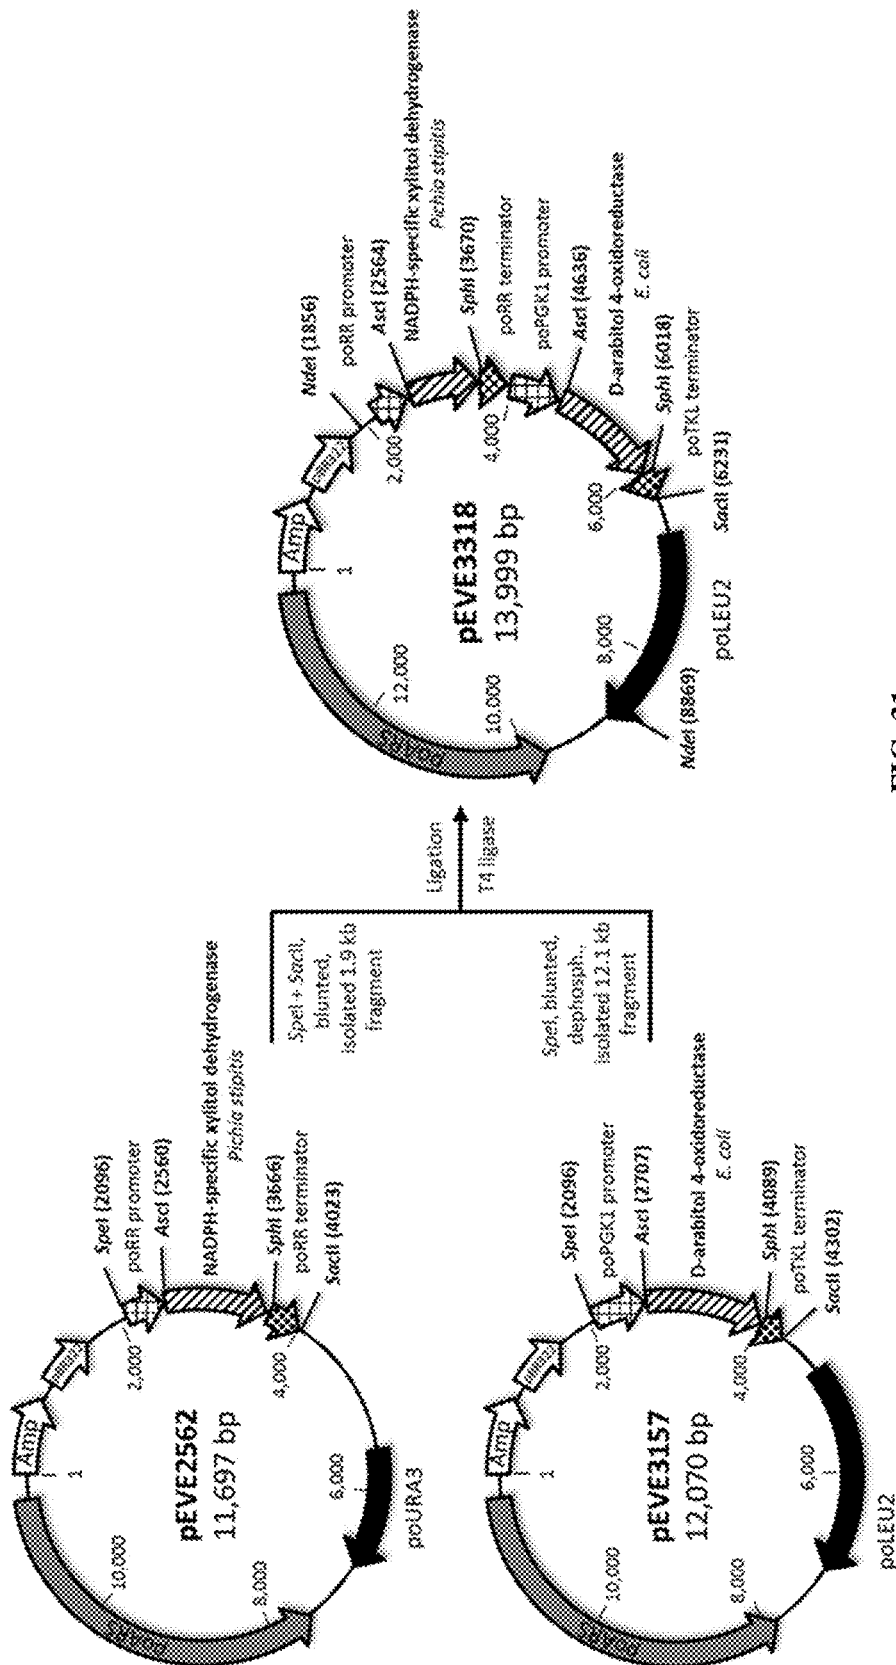 pEVE2562
11,697 bp
Amp
1
2,000
4,000
6,000
8,000
10,000
SpeI (2096)
poRR promoter
AscI (2560)
NADPH-specific xylitol dehydrogenase
Pichia stipitis
SphI (3666)
poRR terminator
SacII (4023)
poURA3
poARS
pEVE3157
12,070 bp
Amp
1
2,000
4,000
6,000
8,000
10,000
SpeI (2096)
poPGK1 promoter
AscI (2707)
D-arabitol 4-oxidoreductase
E. coli
SphI (4089)
poTKL terminator
SacII (4302)
poLEU2
poARS
SpeI + SacII,
blunted,
isolated 1.9 kb
fragment
SpeI, blunted,
dephosph.,
isolated 12.1 kb
fragment
Ligation
T4 ligase
pEVE3318
13,999 bp
Amp
1
2,000
4,000
6,000
8,000
10,000
12,000
NdeI (1856)
poRR promoter
AscI (2564)
NADPH-specific xylitol dehydrogenase
Pichia stipitis
SphI (3670)
poRR terminator
poPGK1 promoter
AscI (4636)
D-arabitol 4-oxidoreductase
E. coli
SphI (6018)
poTKL terminator
SacII (6231)
poLEU2
NdeI (8869)
poARS